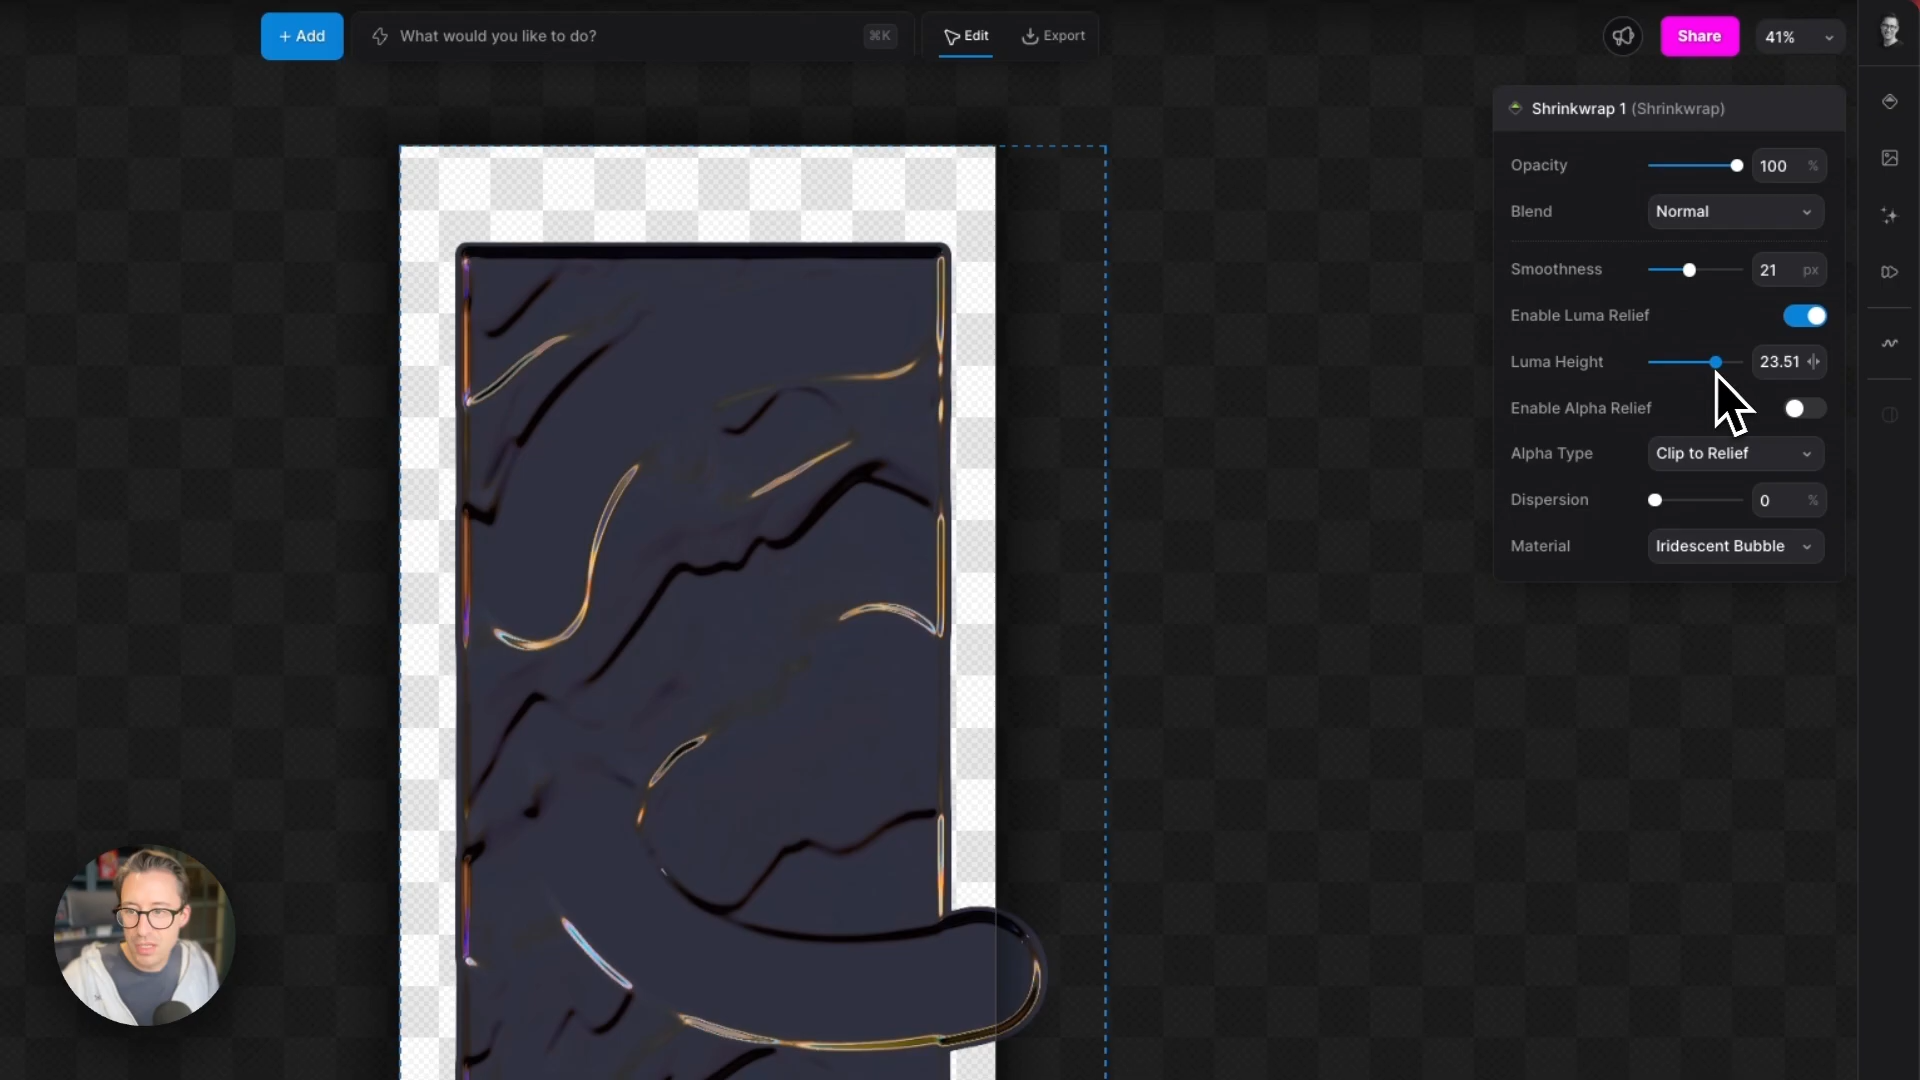 + Add
What would you like to do?
⌘K
Edit
Export
Share
41%
Shrinkwrap 1 (Shrinkwrap)
Opacity
100 %
Blend
Normal
Smoothness
21 px
Enable Luma Relief
Luma Height
23.51
Enable Alpha Relief
Alpha Type
Clip to Relief
Dispersion
0 %
Material
Iridescent Bubble